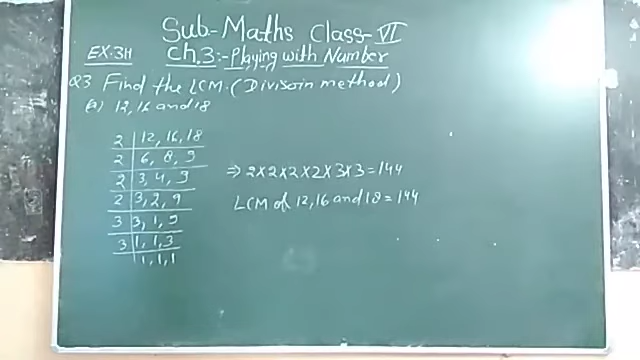 Sub-Maths Class-VI
Ch.3:-Playing with Number
EX:3H
Q3 Find the LCM.(Divisoin method)
(a) 12,16 and 18
2 | 12, 16, 18
2 | 6, 8, 9
2 | 3, 4, 9
2 | 3, 2, 9
3 | 3, 1, 9
3 | 1, 1, 3
1, 1, 1
⇒ 2×2×2×2×3×3=144
LCM of 12,16 and 18=144